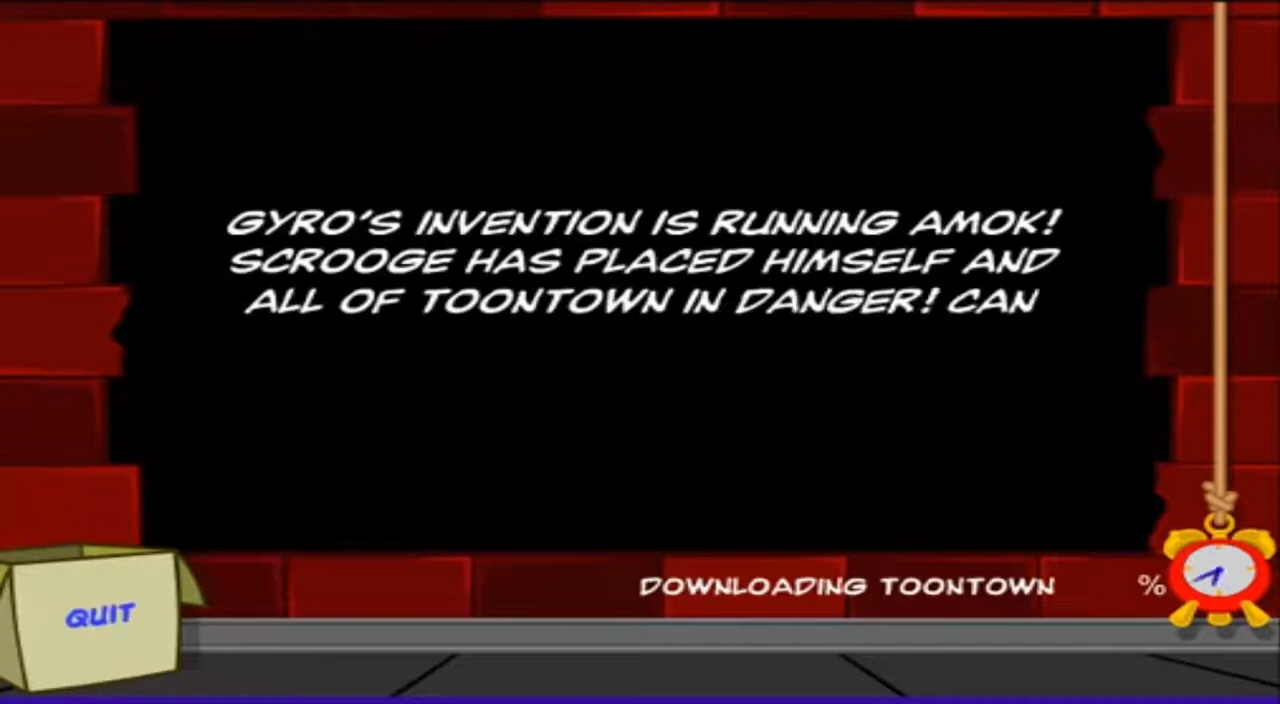 GYRO'S INVENTION IS RUNNING AMOK!
SCROOGE HAS PLACED HIMSELF AND
ALL OF TOONTOWN IN DANGER! CAN
DOWNLOADING TOONTOWN %
QUIT